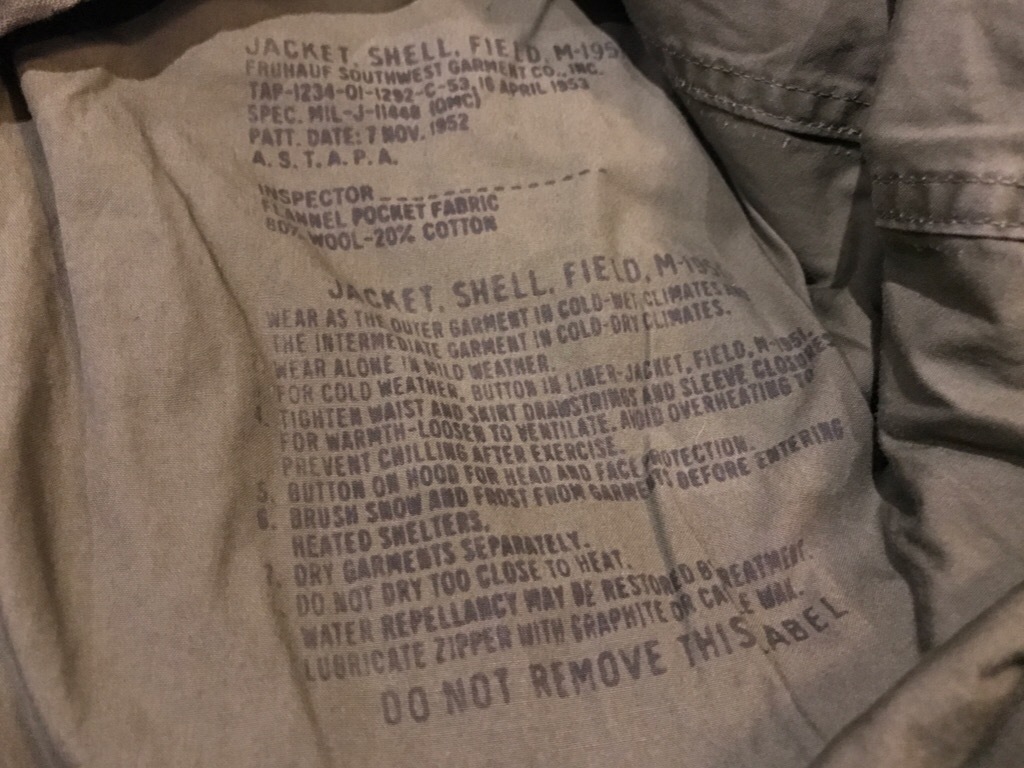 JACKET, SHELL, FIELD, M-195
FRUHAUF SOUTHWEST GARMENT CO., INC.
TAP-1234-OI-1292-C-53, 16 APRIL 1953
SPEC. MIL-J-11448 (QMC)
PATT. DATE: 7 NOV. 1952
A.S.T.A.P.A.
INSPECTOR
FLANNEL POCKET FABRIC
80% WOOL-20% COTTON
JACKET, SHELL, FIELD, M-195
WEAR AS THE OUTER GARMENT IN COLD-WET CLIMATES
THE INTERMEDIATE GARMENT IN COLD-DRY CLIMATES.
WEAR ALONE IN MILD WEATHER.
FOR COLD WEATHER, BUTTON IN LINER-JACKET, FIELD, M-1951.
4. TIGHTEN WAIST AND SKIRT DRAWSTRINGS AND SLEEVE CLOSURES
FOR WARMTH-LOOSEN TO VENTILATE. AVOID OVERHEATING TO
PREVENT CHILLING AFTER EXERCISE.
5. BUTTON ON HOOD FOR HEAD AND FACE PROTECTION.
6. BRUSH SNOW AND FROST FROM GARMENTS BEFORE ENTERING
HEATED SHELTERS.
7. DRY GARMENTS SEPARATELY.
DO NOT DRY TOO CLOSE TO HEAT.
WATER REPELLANCY MAY BE RESTORED BY TREATMENT.
LUBRICATE ZIPPER WITH GRAPHITE OR CANDLE WAX.
DO NOT REMOVE THIS LABEL